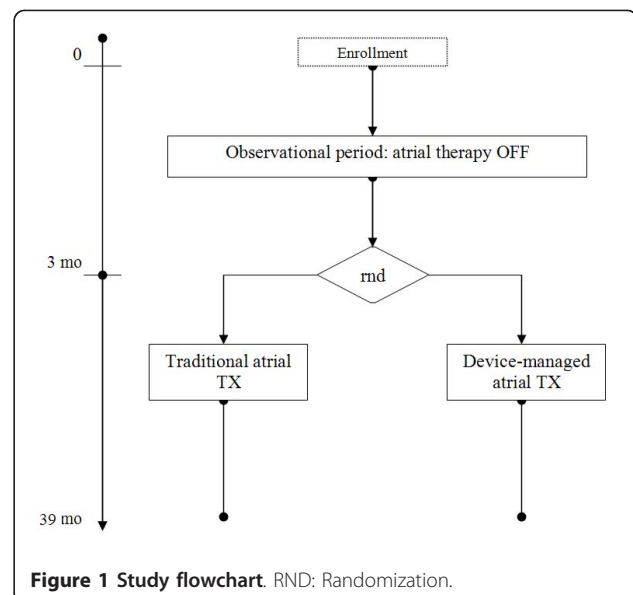 0
Enrollment
Observational period: atrial therapy OFF
3 mo
rnd
Traditional atrial
TX
Device-managed
atrial TX
39 mo
Figure 1 Study flowchart. RND: Randomization.